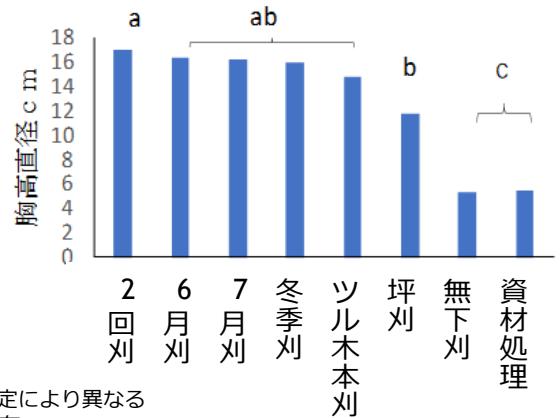 a
ab
b
c
18
16
14
12
10
8
6
4
2
0
胸高直径ｃｍ
2回刈
6月刈
7月刈
冬季刈
ツル木本刈
坪刈
無下刈
資材処理
定により異なる